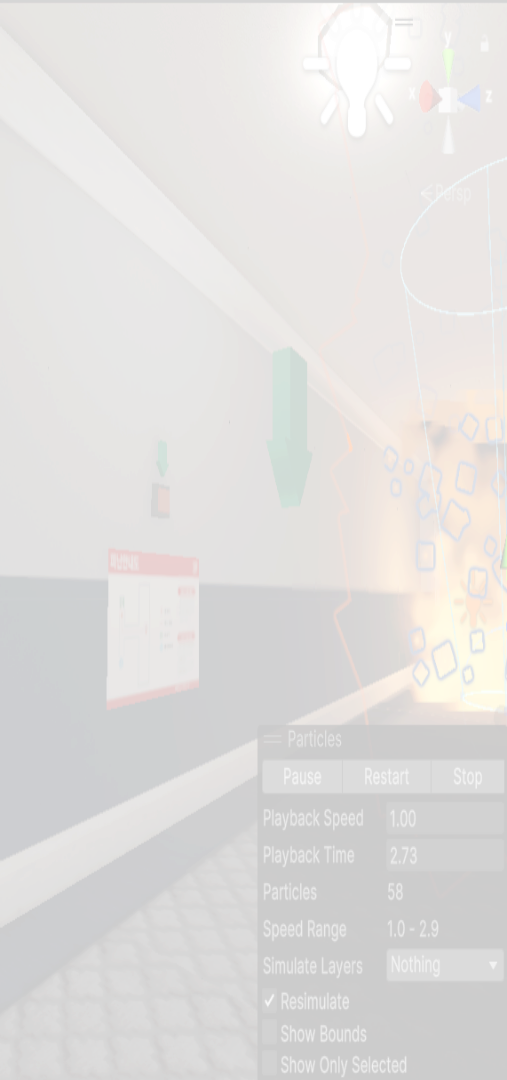 y
x
z
Persp
Particles
Pause Restart Stop
Playback Speed 1.00
Playback Time 2.73
Particles 58
Speed Range 1.0 - 2.9
Simulate Layers Nothing
Resimulate
Show Bounds
Show Only Selected